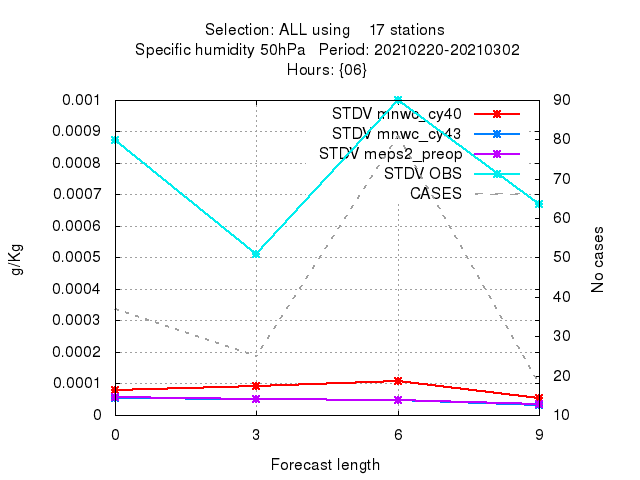 Selection: ALL using 17 stations
Specific humidity 50hPa Period: 20210220-20210302
Hours: {06}
0.001
0.0009
0.0008
0.0007
0.0006
0.0005
0.0004
0.0003
0.0002
0.0001
0
90
80
70
60
50
40
30
20
10
STDV mnwc_cy40
STDV mnwc_cy43
STDV meps2_preop
STDV OBS
CASES
g/Kg
No cases
0 3 6 9
Forecast length